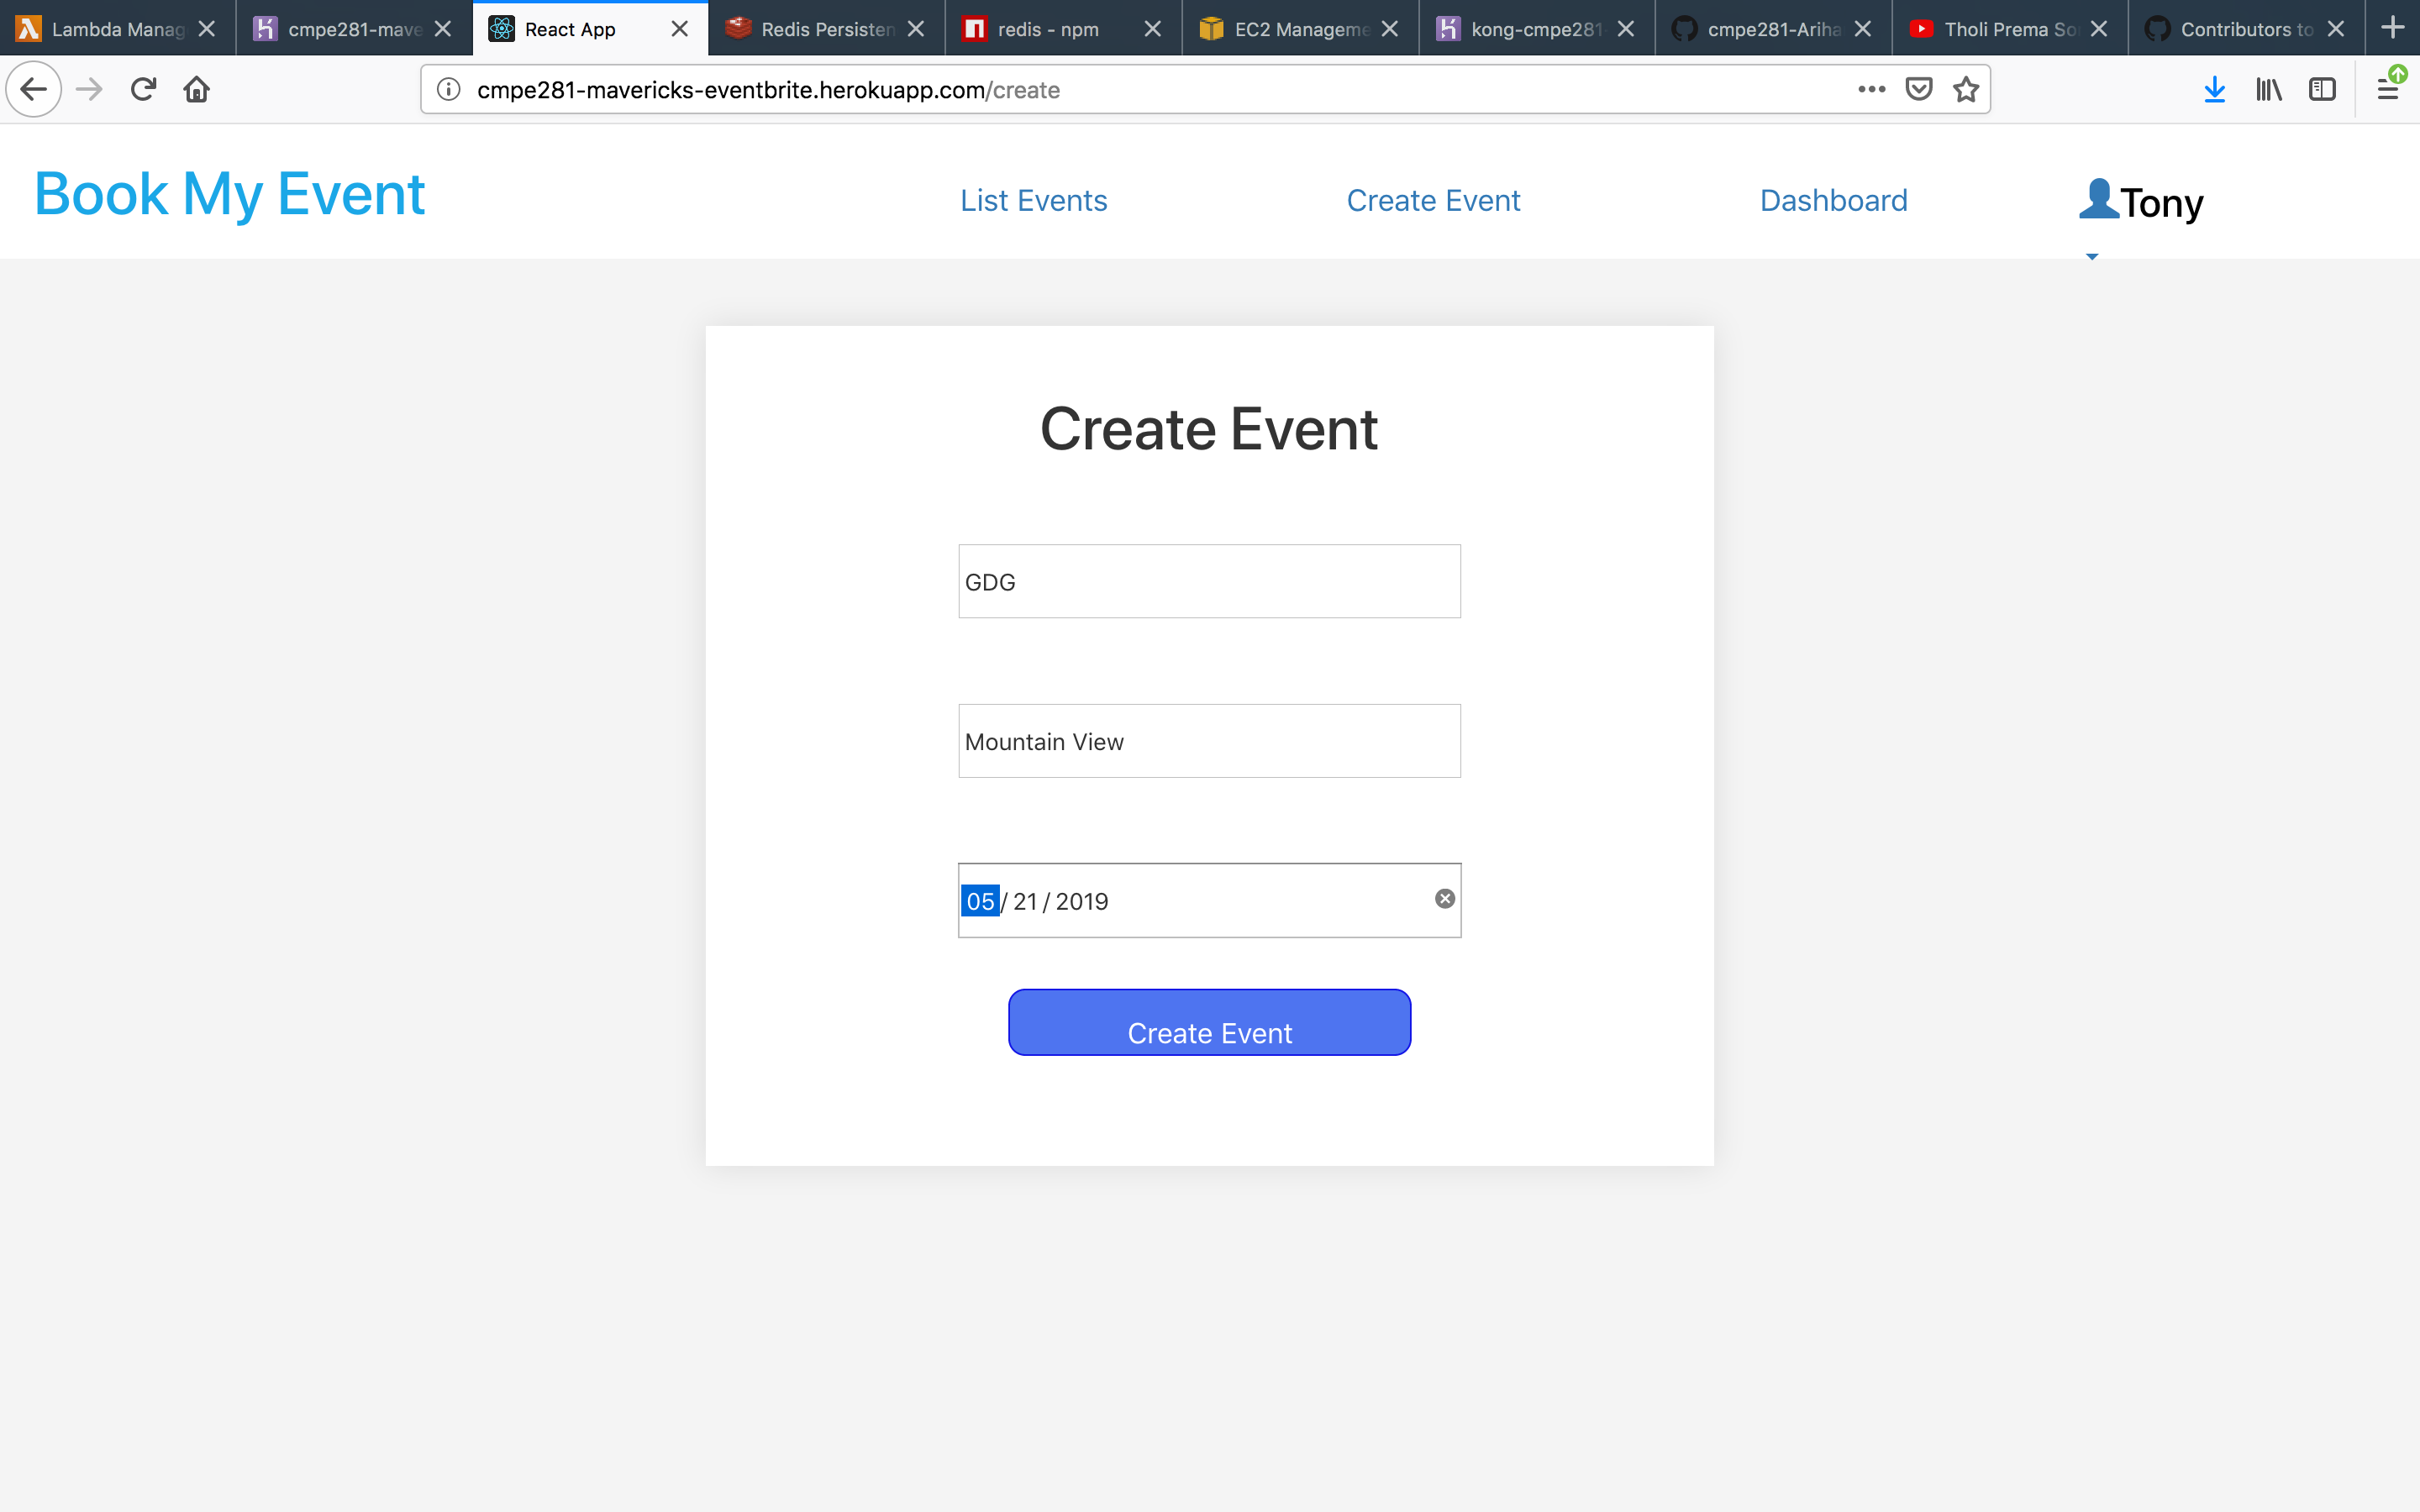 Lambda Manag
cmpe281-mave
React App
Redis Persisten
redis - npm
EC2 Manageme
kong-cmpe281
cmpe281-Ariha
Tholi Prema So
Contributors to
cmpe281-mavericks-eventbrite.herokuapp.com/create
Book My Event
List Events
Create Event
Dashboard
Tony
Create Event
GDG
Mountain View
05 / 21 / 2019
Create Event